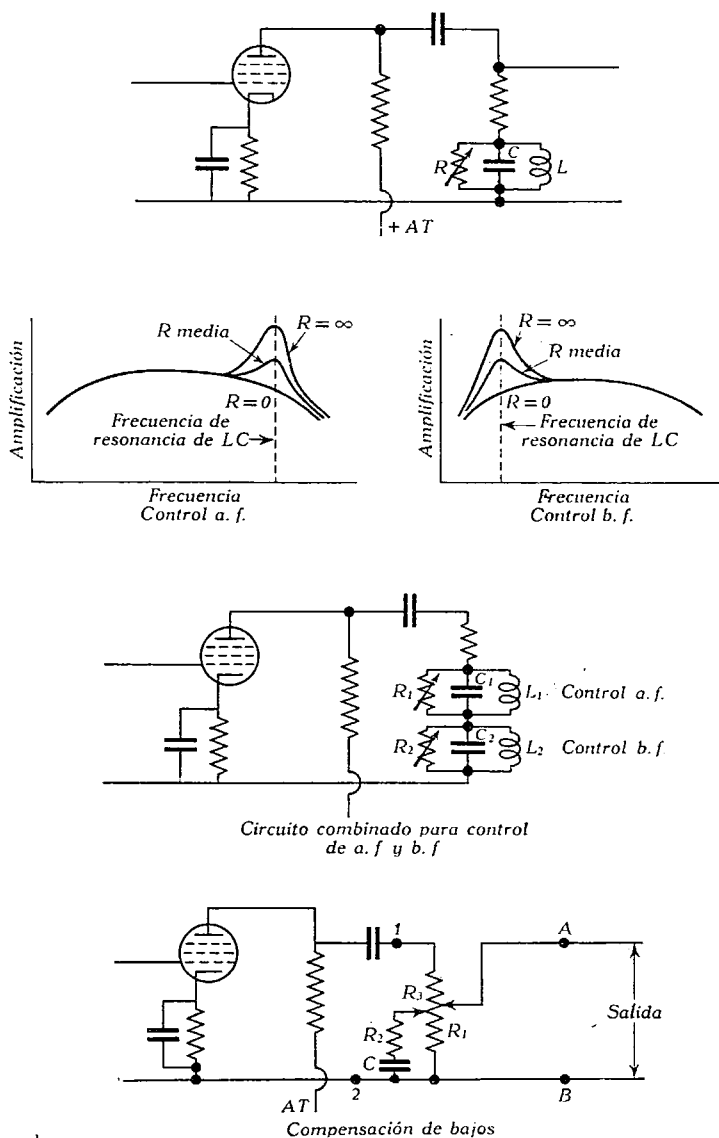 R
C
L
+ AT
Amplificación
R media
R = ∞
R=0
Frecuencia de
resonancia de LC
Frecuencia
Control a. f.
Amplificación
R = ∞
R media
R = 0
Frecuencia de
resonancia de LC
Frecuencia
Control b. f.
R1
C1
L1 Control a. f.
R2
C2
L2 Control b. f.
Circuito combinado para control
de a. f y b. f
1
A
R3
R2
R1
Salida
C
AT
2
B
Compensación de bajos